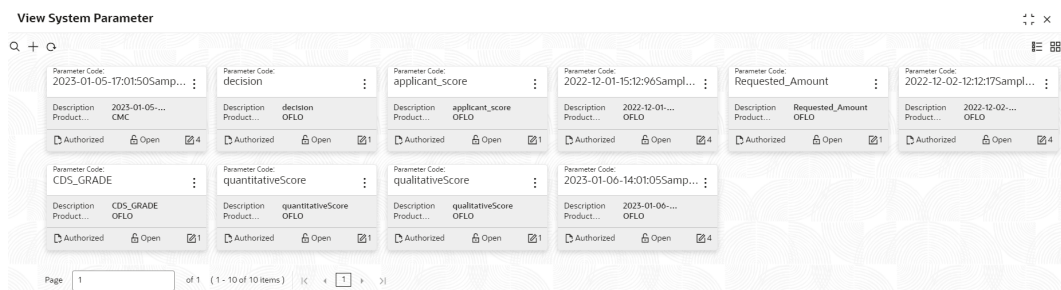 View System Parameter
Parameter Code:
2023-01-05-17:01:50Samp...
Description 2023-01-05-...
Product... CMC
Authorized Open 4
Parameter Code:
decision
Description decision
Product... OFLO
Authorized Open 1
Parameter Code:
applicant_score
Description applicant_score
Product... OFLO
Authorized Open 1
Parameter Code:
2022-12-01-15:12:96Sampl...
Description 2022-12-01-...
Product... OFLO
Authorized Open 4
Parameter Code:
Requested_Amount
Description Requested_Amount
Product... OFLO
Authorized Open 1
Parameter Code:
2022-12-02-12:12:17Sampl...
Description 2022-12-02-...
Product... OFLO
Authorized Open 4
Parameter Code:
CDS_GRADE
Description CDS_GRADE
Product... OFLO
Authorized Open 1
Parameter Code:
quantitativeScore
Description quantitativeScore
Product... OFLO
Authorized Open 1
Parameter Code:
qualitativeScore
Description qualitativeScore
Product... OFLO
Authorized Open 1
Parameter Code:
2023-01-06-14:01:05Samp...
Description 2023-01-06-...
Product... OFLO
Authorized Open 4
Page 1 of 1 (1 - 10 of 10 items) 1